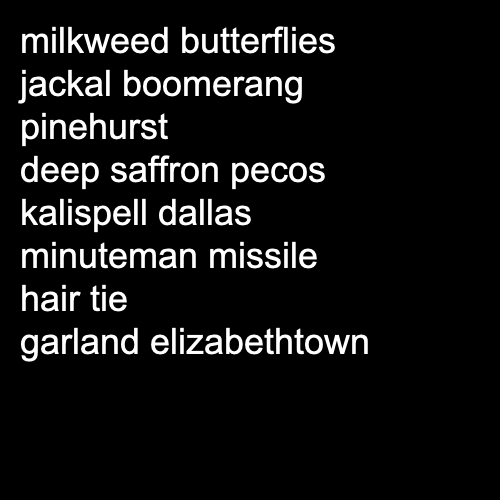 milkweed butterflies
jackal boomerang
pinehurst
deep saffron pecos
kalispell dallas
minuteman missile
hair tie
garland elizabethtown